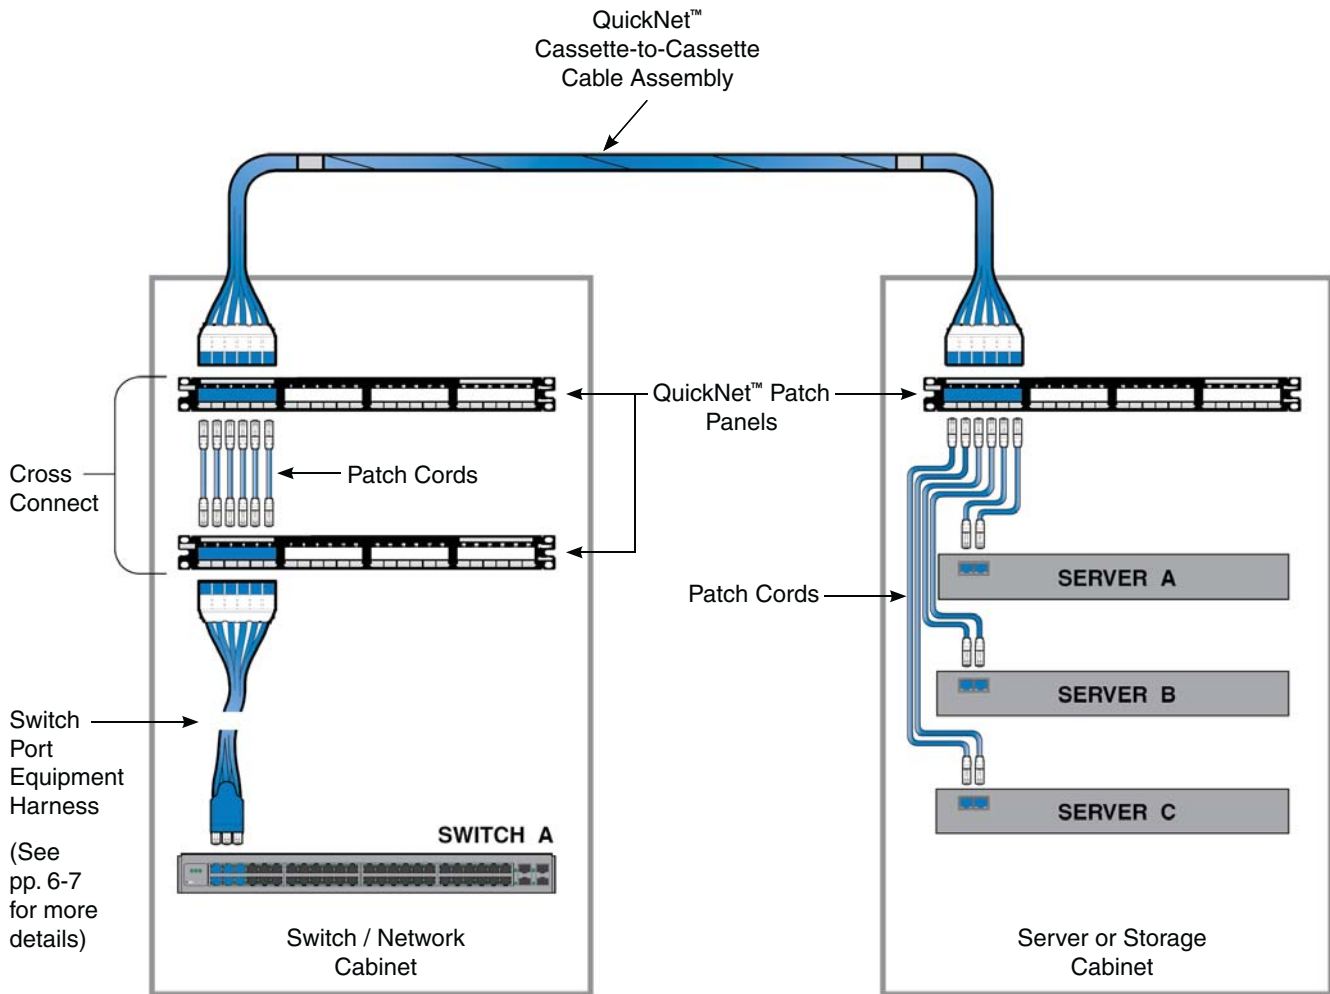 QuickNet™
Cassette-to-Cassette
Cable Assembly
QuickNet™ Patch
Panels
Cross
Connect
Patch Cords
Patch Cords
SERVER A
SERVER B
SERVER C
Switch
Port
Equipment
Harness
(See
pp. 6-7
for more
details)
SWITCH A
Switch / Network
Cabinet
Server or Storage
Cabinet